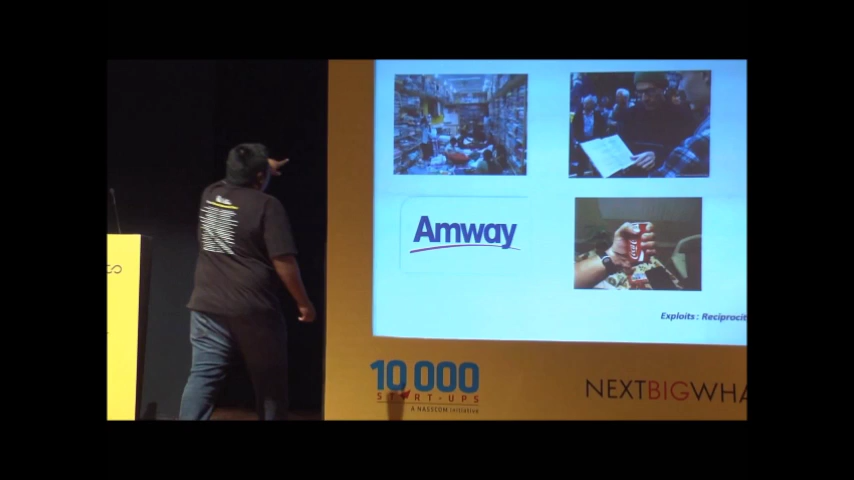 Amway
Exploits: Reciprocit
10 000
START-UPS
A NASSCOM Initiative
NEXTBIGWHA